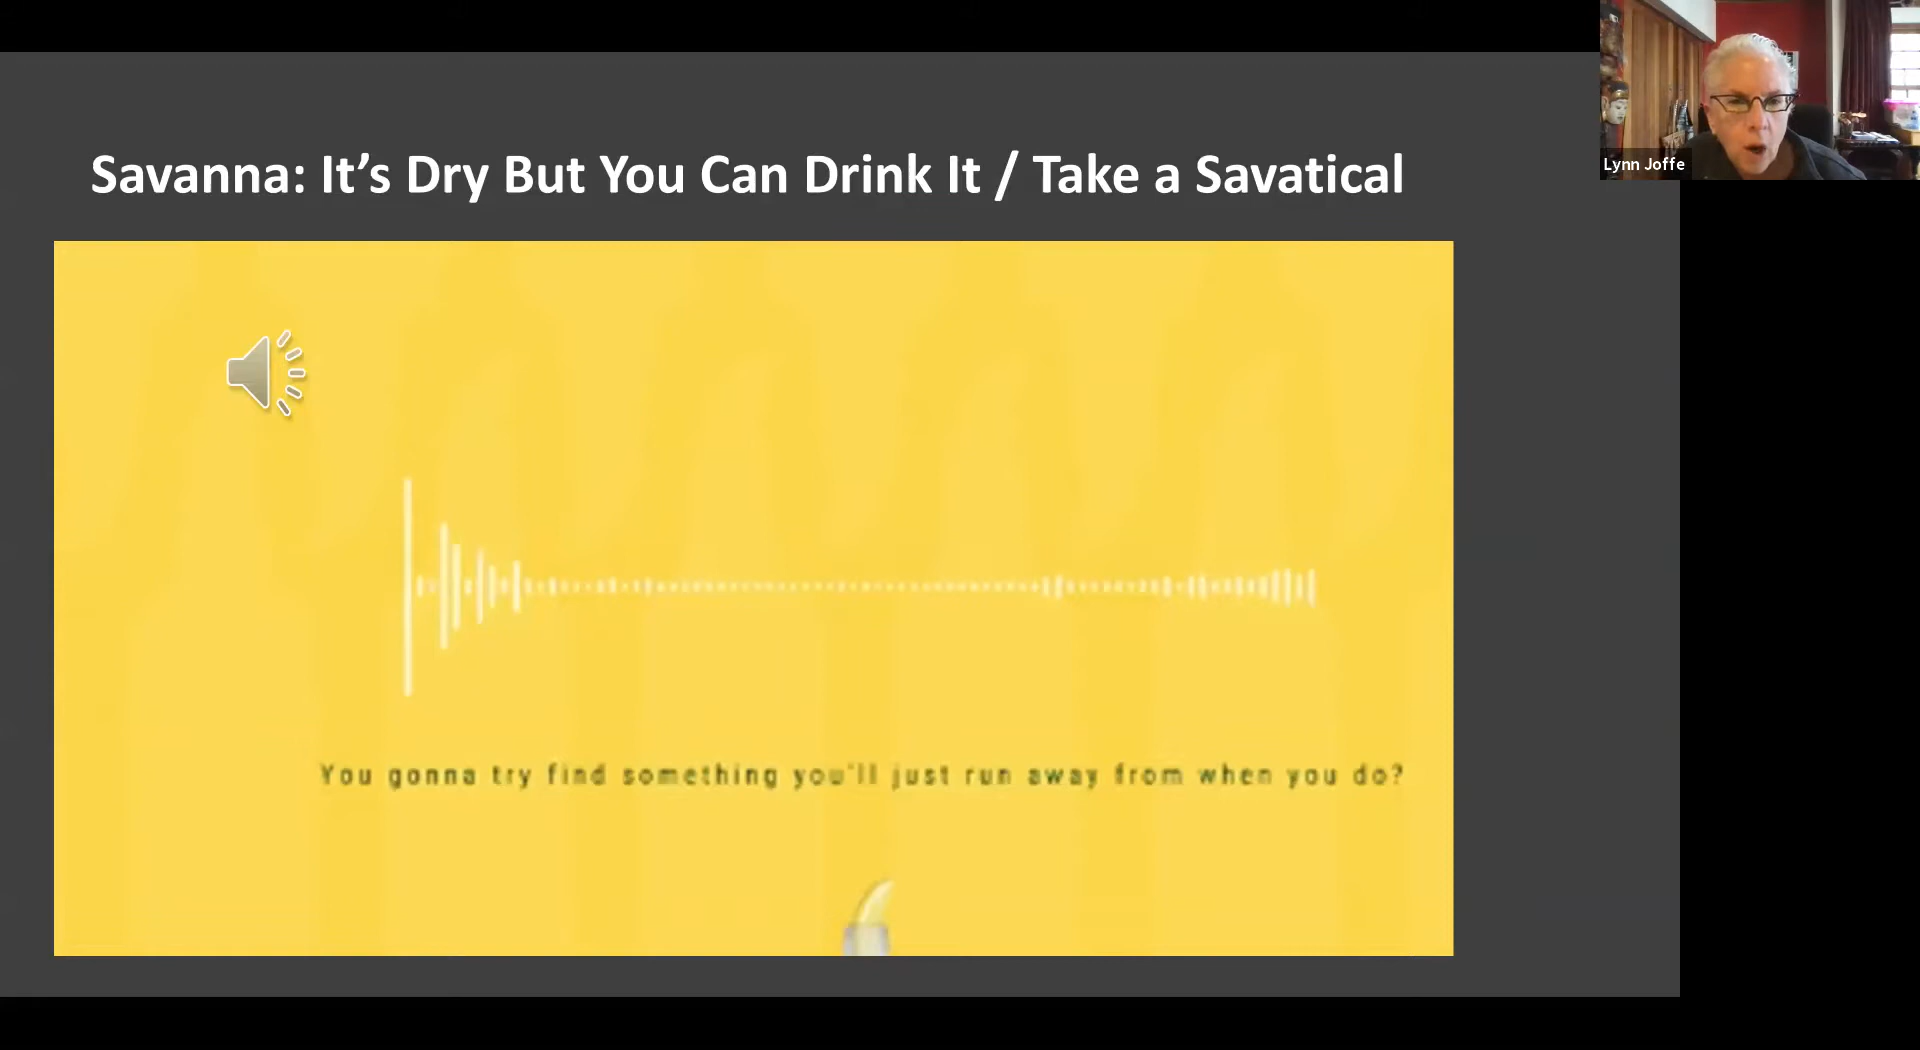 Savanna: It’s Dry But You Can Drink It / Take a Savatical
Lynn Joffe
You gonna try find something you'll just run away from when you do?